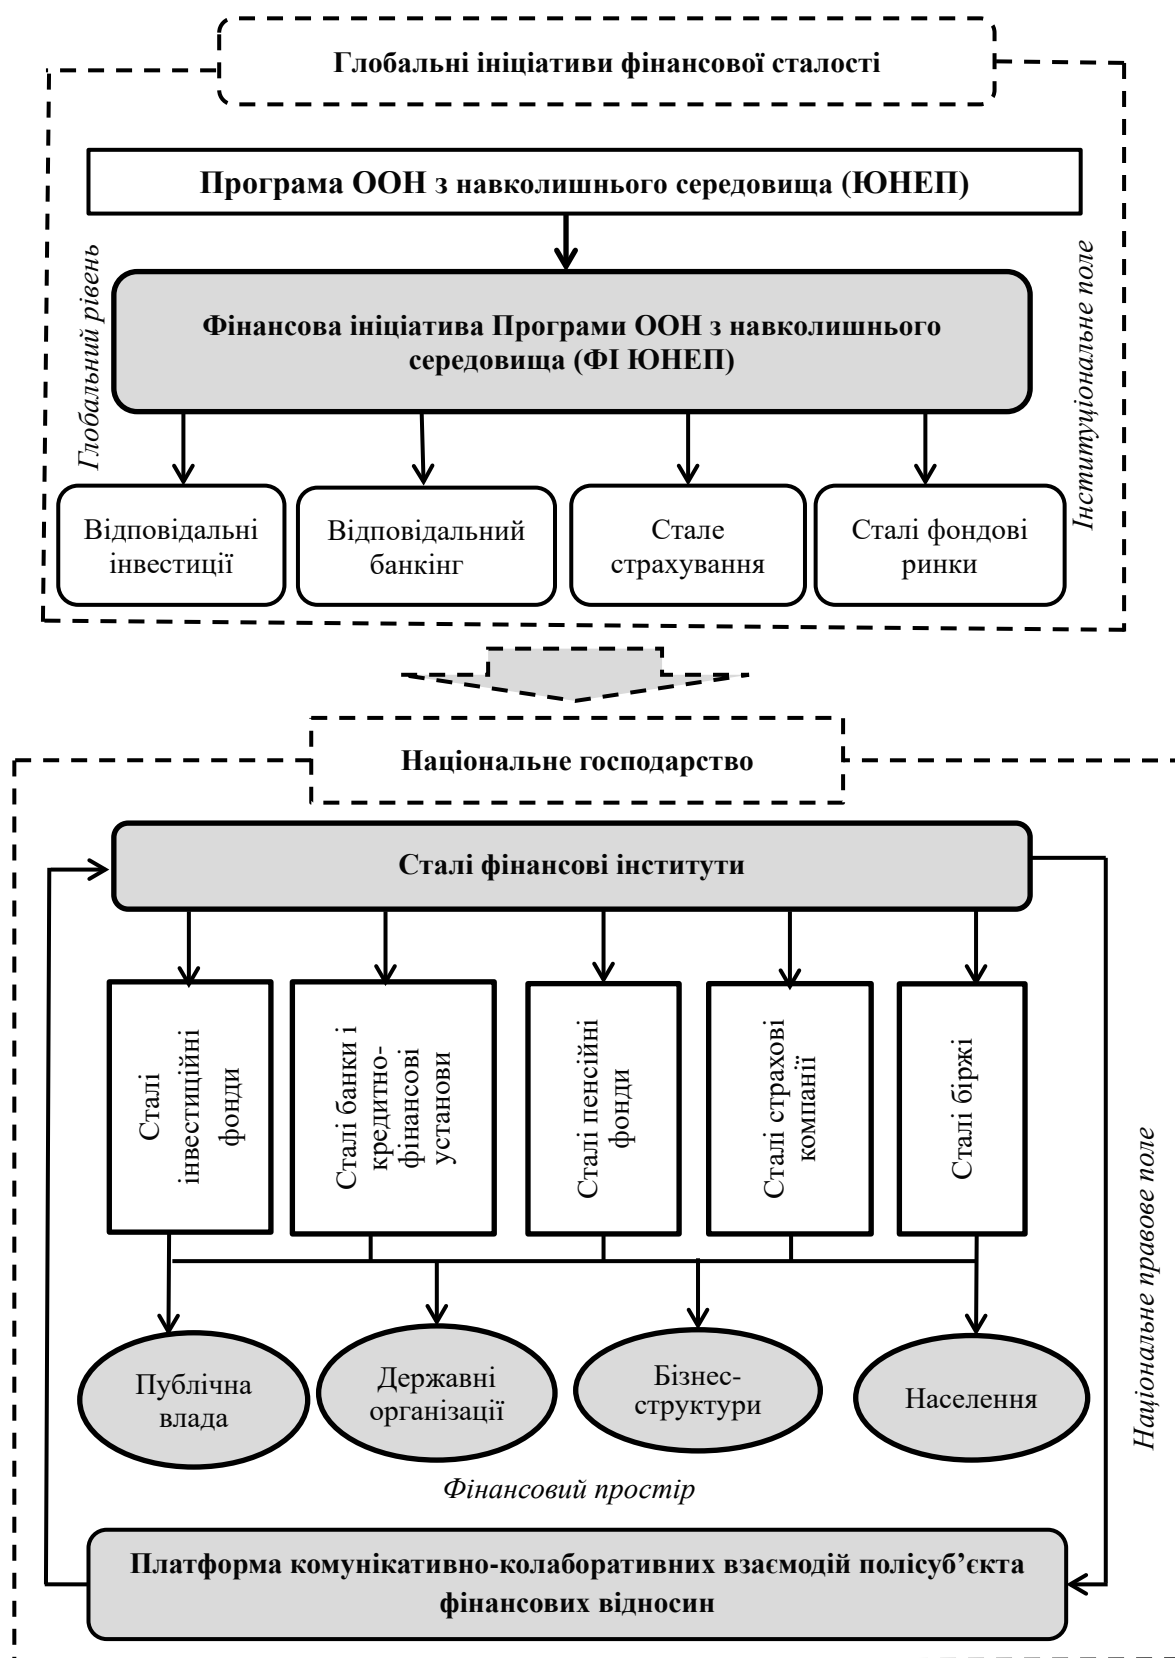 Глобальні ініціативи фінансової сталості
Програма ООН з навколишнього середовища (ЮНЕП)
Глобальний рівень
Інституціональне поле
Фінансова ініціатива Програми ООН з навколишнього
середовища (ФІ ЮНЕП)
Відповідальні
інвестиції
Відповідальний
банкінг
Стале
страхування
Сталі фондові
ринки
Національне господарство
Сталі фінансові інститути
Сталі
інвестиційні
фонди
Сталі банки і
кредитно-
фінансові
установи
Сталі пенсійні
фонди
Сталі страхові
компанії
Сталі біржі
Національне правове поле
Публічна
влада
Державні
організації
Бізнес-
структури
Населення
Фінансовий простір
Платформа комунікативно-колаборативних взаємодій полісуб’єкта
фінансових відносин